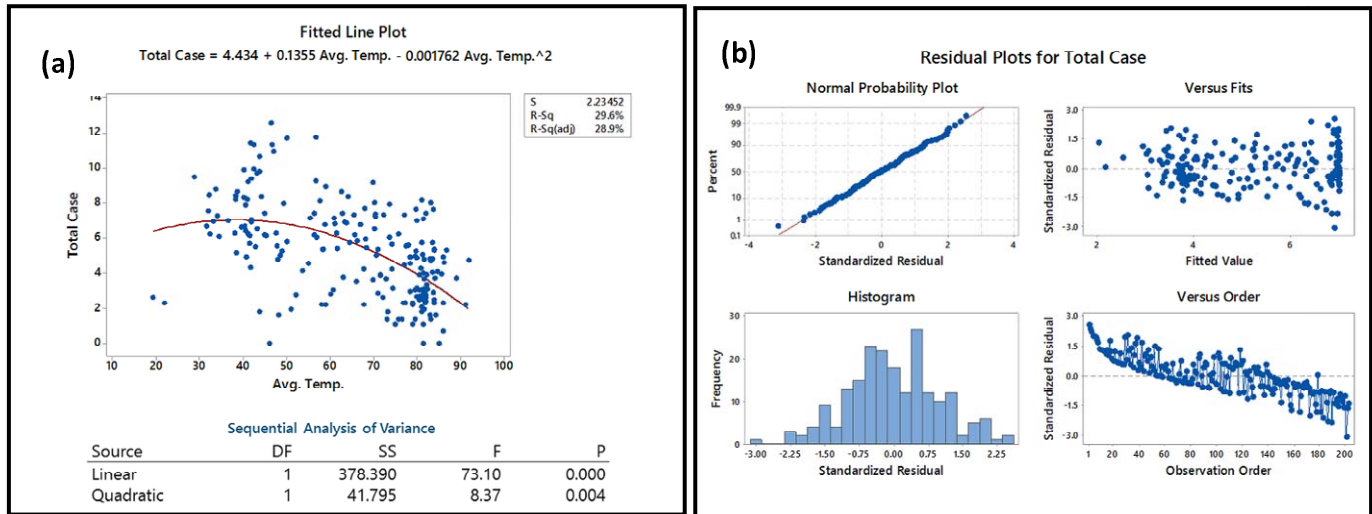 (a)
Fitted Line Plot
Total Case = 4.434 + 0.1355 Avg. Temp. - 0.001762 Avg. Temp.^2
S 2.23452
R-Sq 29.6%
R-Sq(adj) 28.9%
Total Case
14
12
10
8
6
4
2
0
10 20 30 40 50 60 70 80 90 100
Avg. Temp.
Sequential Analysis of Variance
Source DF SS F P
Linear 1 378.390 73.10 0.000
Quadratic 1 41.795 8.37 0.004
(b)
Residual Plots for Total Case
Normal Probability Plot
Percent
99.9
99
90
50
10
1
0.1
-4 -2 0 2 4
Standardized Residual
Versus Fits
Standardized Residual
3.0
1.5
0.0
-1.5
-3.0
2 4 6
Fitted Value
Histogram
Frequency
30
20
10
0
-3.00 -2.25 -1.50 -0.75 0.00 0.75 1.50 2.25
Standardized Residual
Versus Order
Standardized Residual
3.0
1.5
0.0
-1.5
-3.0
1 20 40 60 80 100 120 140 160 180 200
Observation Order